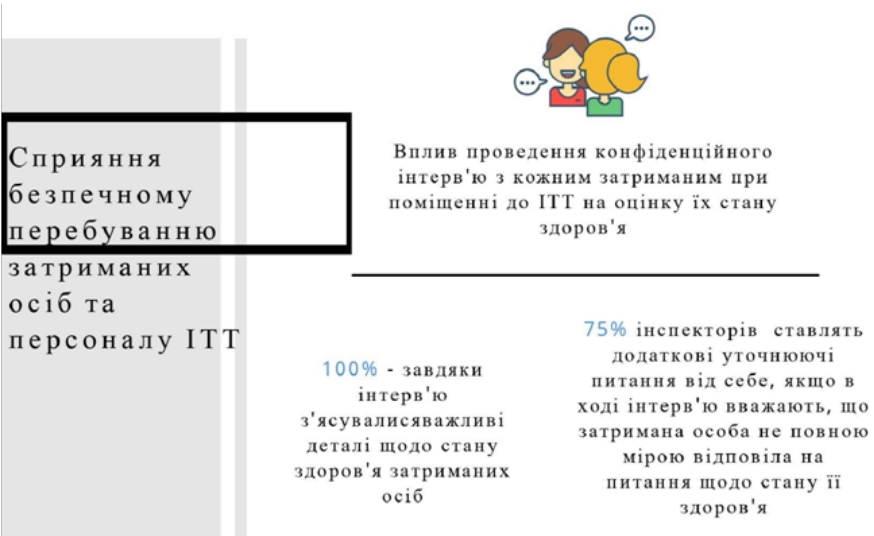 Сприяння
безпечному
перебуванню
затриманих
осіб та
персоналу ІТТ
Вплив проведення конфіденційного
інтерв'ю з кожним затриманим при
поміщенні до ІТТ на оцінку їх стану
здоров'я
100% - завдяки
інтерв'ю
з'ясувалисяважливі
деталі щодо стану
здоров'я затриманих
осіб
75% інспекторів ставлять
додаткові уточнюючі
питання від себе, якщо в
ході інтерв'ю вважають, що
затримана особа не повною
мірою відповіла на
питання щодо стану її
здоров'я